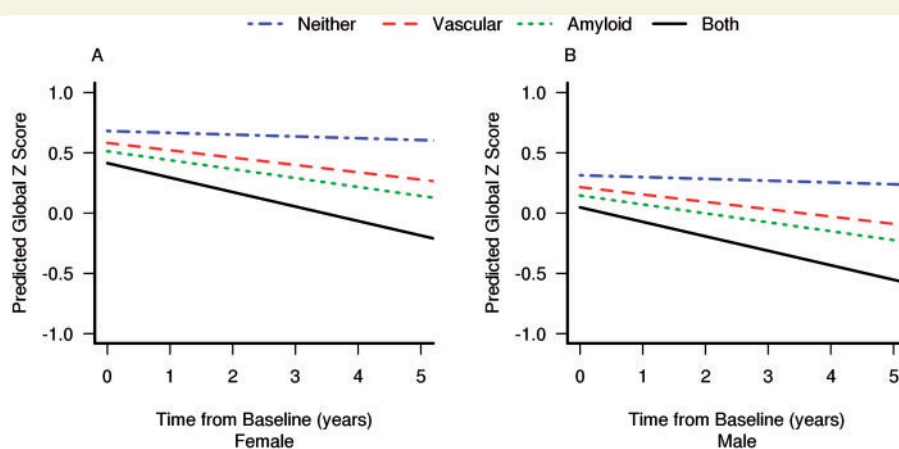 Neither Vascular Amyloid Both
A
B
Predicted Global Z Score
1.0
0.5
0.0
-0.5
-1.0
0 1 2 3 4 5
Time from Baseline (years)
Female
Predicted Global Z Score
1.0
0.5
0.0
-0.5
-1.0
0 1 2 3 4 5
Time from Baseline (years)
Male